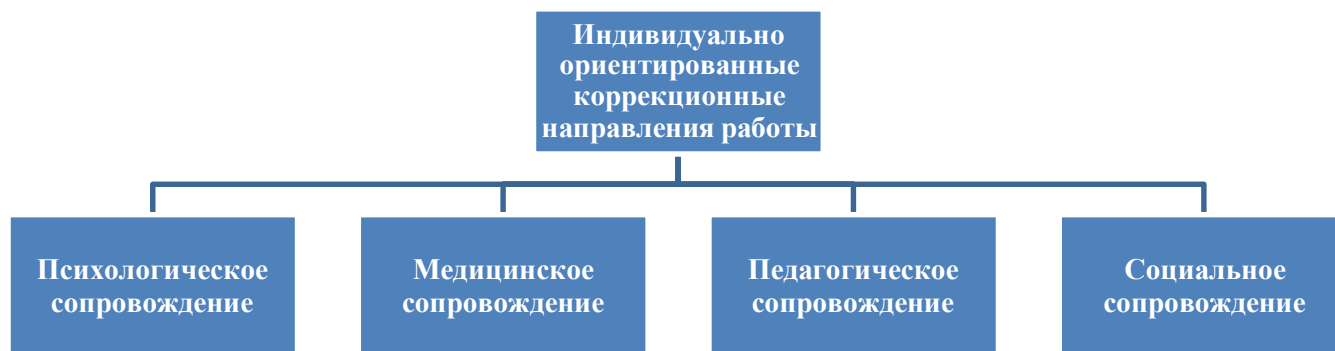 Индивидуально
ориентированные
коррекционные
направления работы
Психологическое
сопровождение
Медицинское
сопровождение
Педагогическое
сопровождение
Социальное
сопровождение